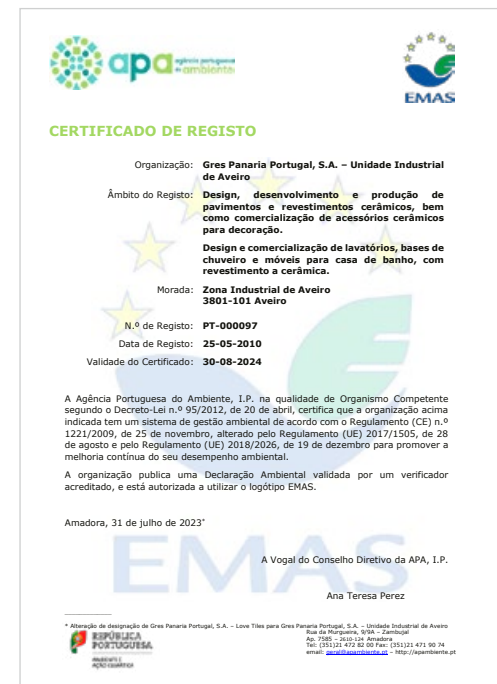 apa agência portuguesa
do ambiente
EMAS
CERTIFICADO DE REGISTO
Organização: Gres Panaria Portugal, S.A. – Unidade Industrial
de Aveiro
Âmbito do Registo: Design, desenvolvimento e produção de
pavimentos e revestimentos cerâmicos, bem
como comercialização de acessórios cerâmicos
para decoração.
Design e comercialização de lavatórios, bases de
chuveiro e móveis para casa de banho, com
revestimento a cerâmica.
Morada: Zona Industrial de Aveiro
3801-101 Aveiro
N.º de Registo: PT-000097
Data de Registo: 25-05-2010
Validade do Certificado: 30-08-2024
A Agência Portuguesa do Ambiente, I.P. na qualidade de Organismo Competente
segundo o Decreto-Lei n.º 95/2012, de 20 de abril, certifica que a organização acima
indicada tem um sistema de gestão ambiental de acordo com o Regulamento (CE) n.º
1221/2009, de 25 de novembro, alterado pelo Regulamento (UE) 2017/1505, de 28
de agosto e pelo Regulamento (UE) 2018/2026, de 19 de dezembro para promover a
melhoria contínua do seu desempenho ambiental.
A organização publica uma Declaração Ambiental validada por um verificador
acreditado, e está autorizada a utilizar o logótipo EMAS.
Amadora, 31 de julho de 2023*
A Vogal do Conselho Diretivo da APA, I.P.
EMAS
Ana Teresa Perez
* Alteração de designação de Gres Panaria Portugal, S.A. – Love Tiles para Gres Panaria Portugal, S.A. – Unidade Industrial de Aveiro
REPÚBLICA
PORTUGUESA
AMBIENTE E
AÇÃO CLIMÁTICA
Rua da Murgueira, 9/9A – Zambujal
Ap. 7585 – 2610-124 Amadora
Tel: (351)21 472 82 00 Fax: (351)21 471 90 74
email: geral@apambiente.pt – http://apambiente.pt